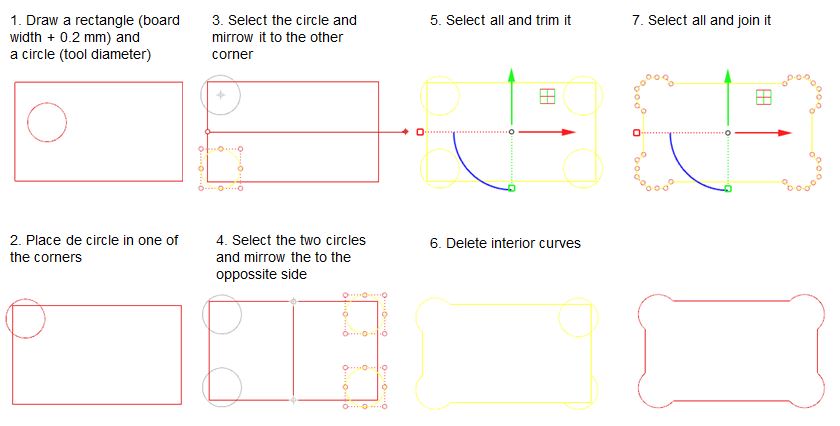 1. Draw a rectangle (board
width + 0.2 mm) and
a circle (tool diameter)
2. Place de circle in one of
the corners
3. Select the circle and
mirrow it to the other
corner
4. Select the two circles
and mirrow the to the
oppossite side
5. Select all and trim it
6. Delete interior curves
7. Select all and join it